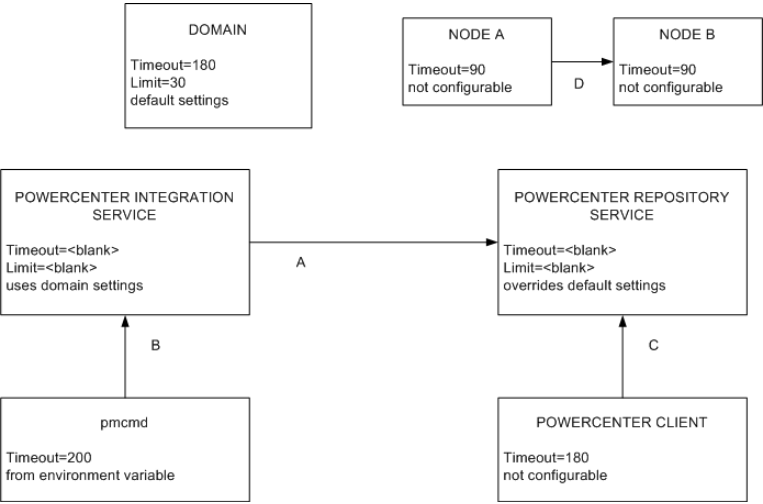 DOMAIN
Timeout=180
Limit=30
default settings
NODE A
Timeout=90
not configurable
D
NODE B
Timeout=90
not configurable
POWERCENTER INTEGRATION
SERVICE
Timeout=<blank>
Limit=<blank>
uses domain settings
A
POWERCENTER REPOSITORY
SERVICE
Timeout=<blank>
Limit=<blank>
overrides default settings
B
C
pmcmd
Timeout=200
from environment variable
POWERCENTER CLIENT
Timeout=180
not configurable